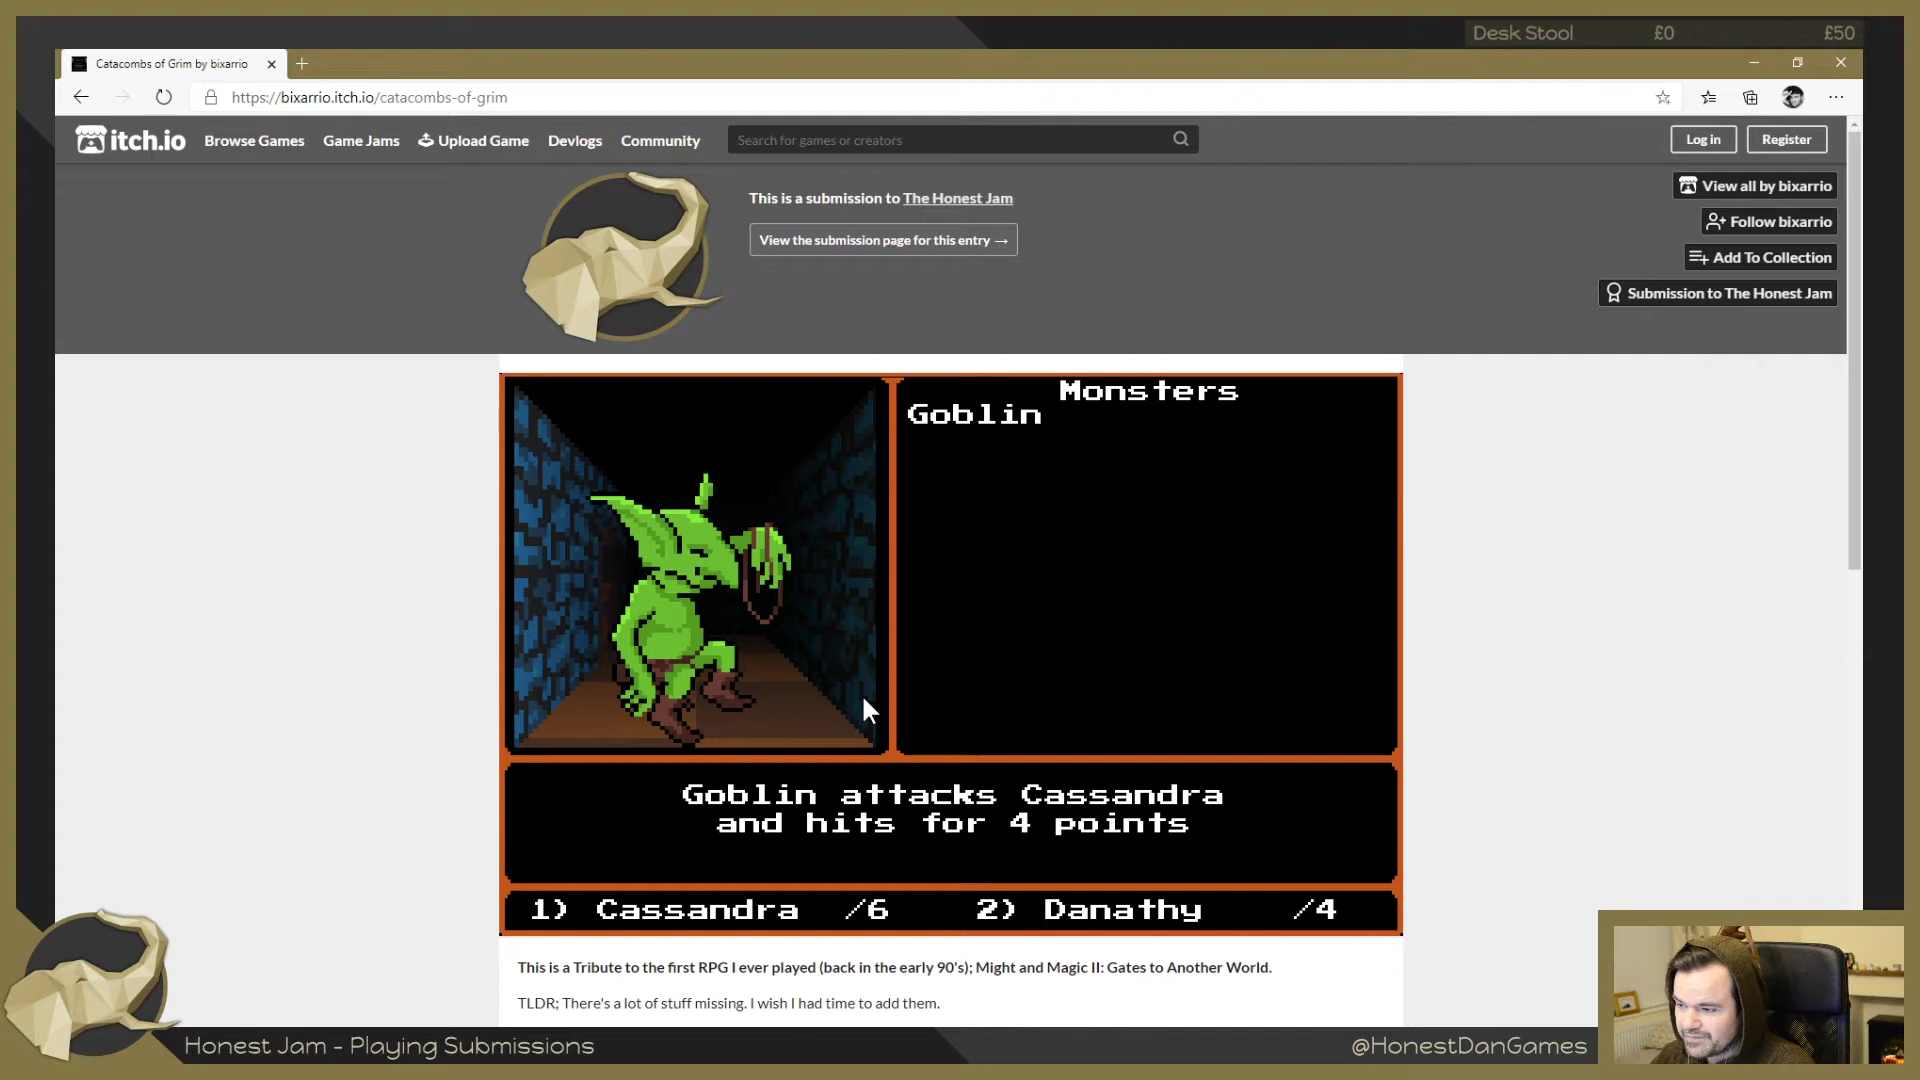 Desk Stool £0 £50
Catacombs of Grim by bixarrio
https://bixarrio.itch.io/catacombs-of-grim
itch.io Browse Games Game Jams Upload Game Devlogs Community Search for games or creators Log in Register
This is a submission to The Honest Jam
View the submission page for this entry →
View all by bixarrio
Follow bixarrio
Add To Collection
Submission to The Honest Jam
Monsters
Goblin
Goblin attacks Cassandra
and hits for 4 points
1) Cassandra /6 2) Danathy /4
This is a Tribute to the first RPG I ever played (back in the early 90's); Might and Magic II: Gates to Another World.
TLDR; There's a lot of stuff missing. I wish I had time to add them.
Honest Jam - Playing Submissions
@HonestDanGames